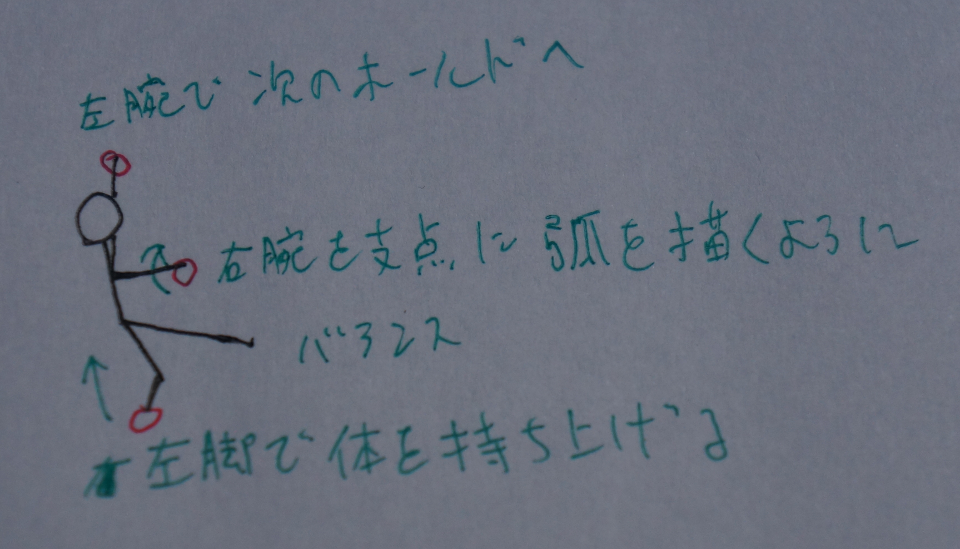 左腕で次のホールドへ
右腕を支点に弧を描くように
バランス
左脚で体を持ち上げる